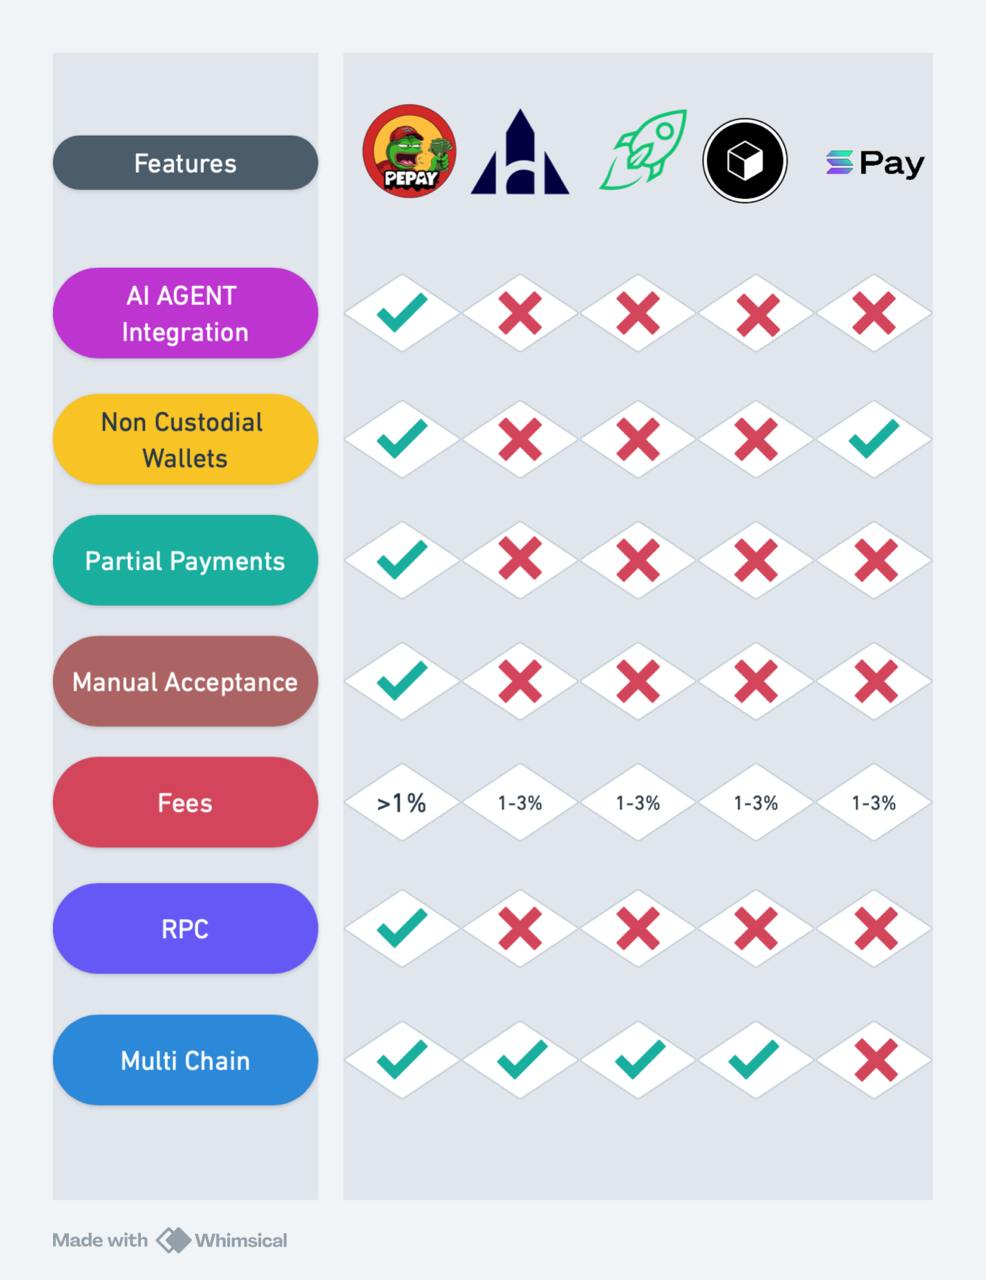 Features
PEPAY
Pay
AI AGENT
Integration
Non Custodial
Wallets
Partial Payments
Manual Acceptance
Fees
>1%
1-3%
1-3%
1-3%
1-3%
RPC
Multi Chain
Made with Whimsical